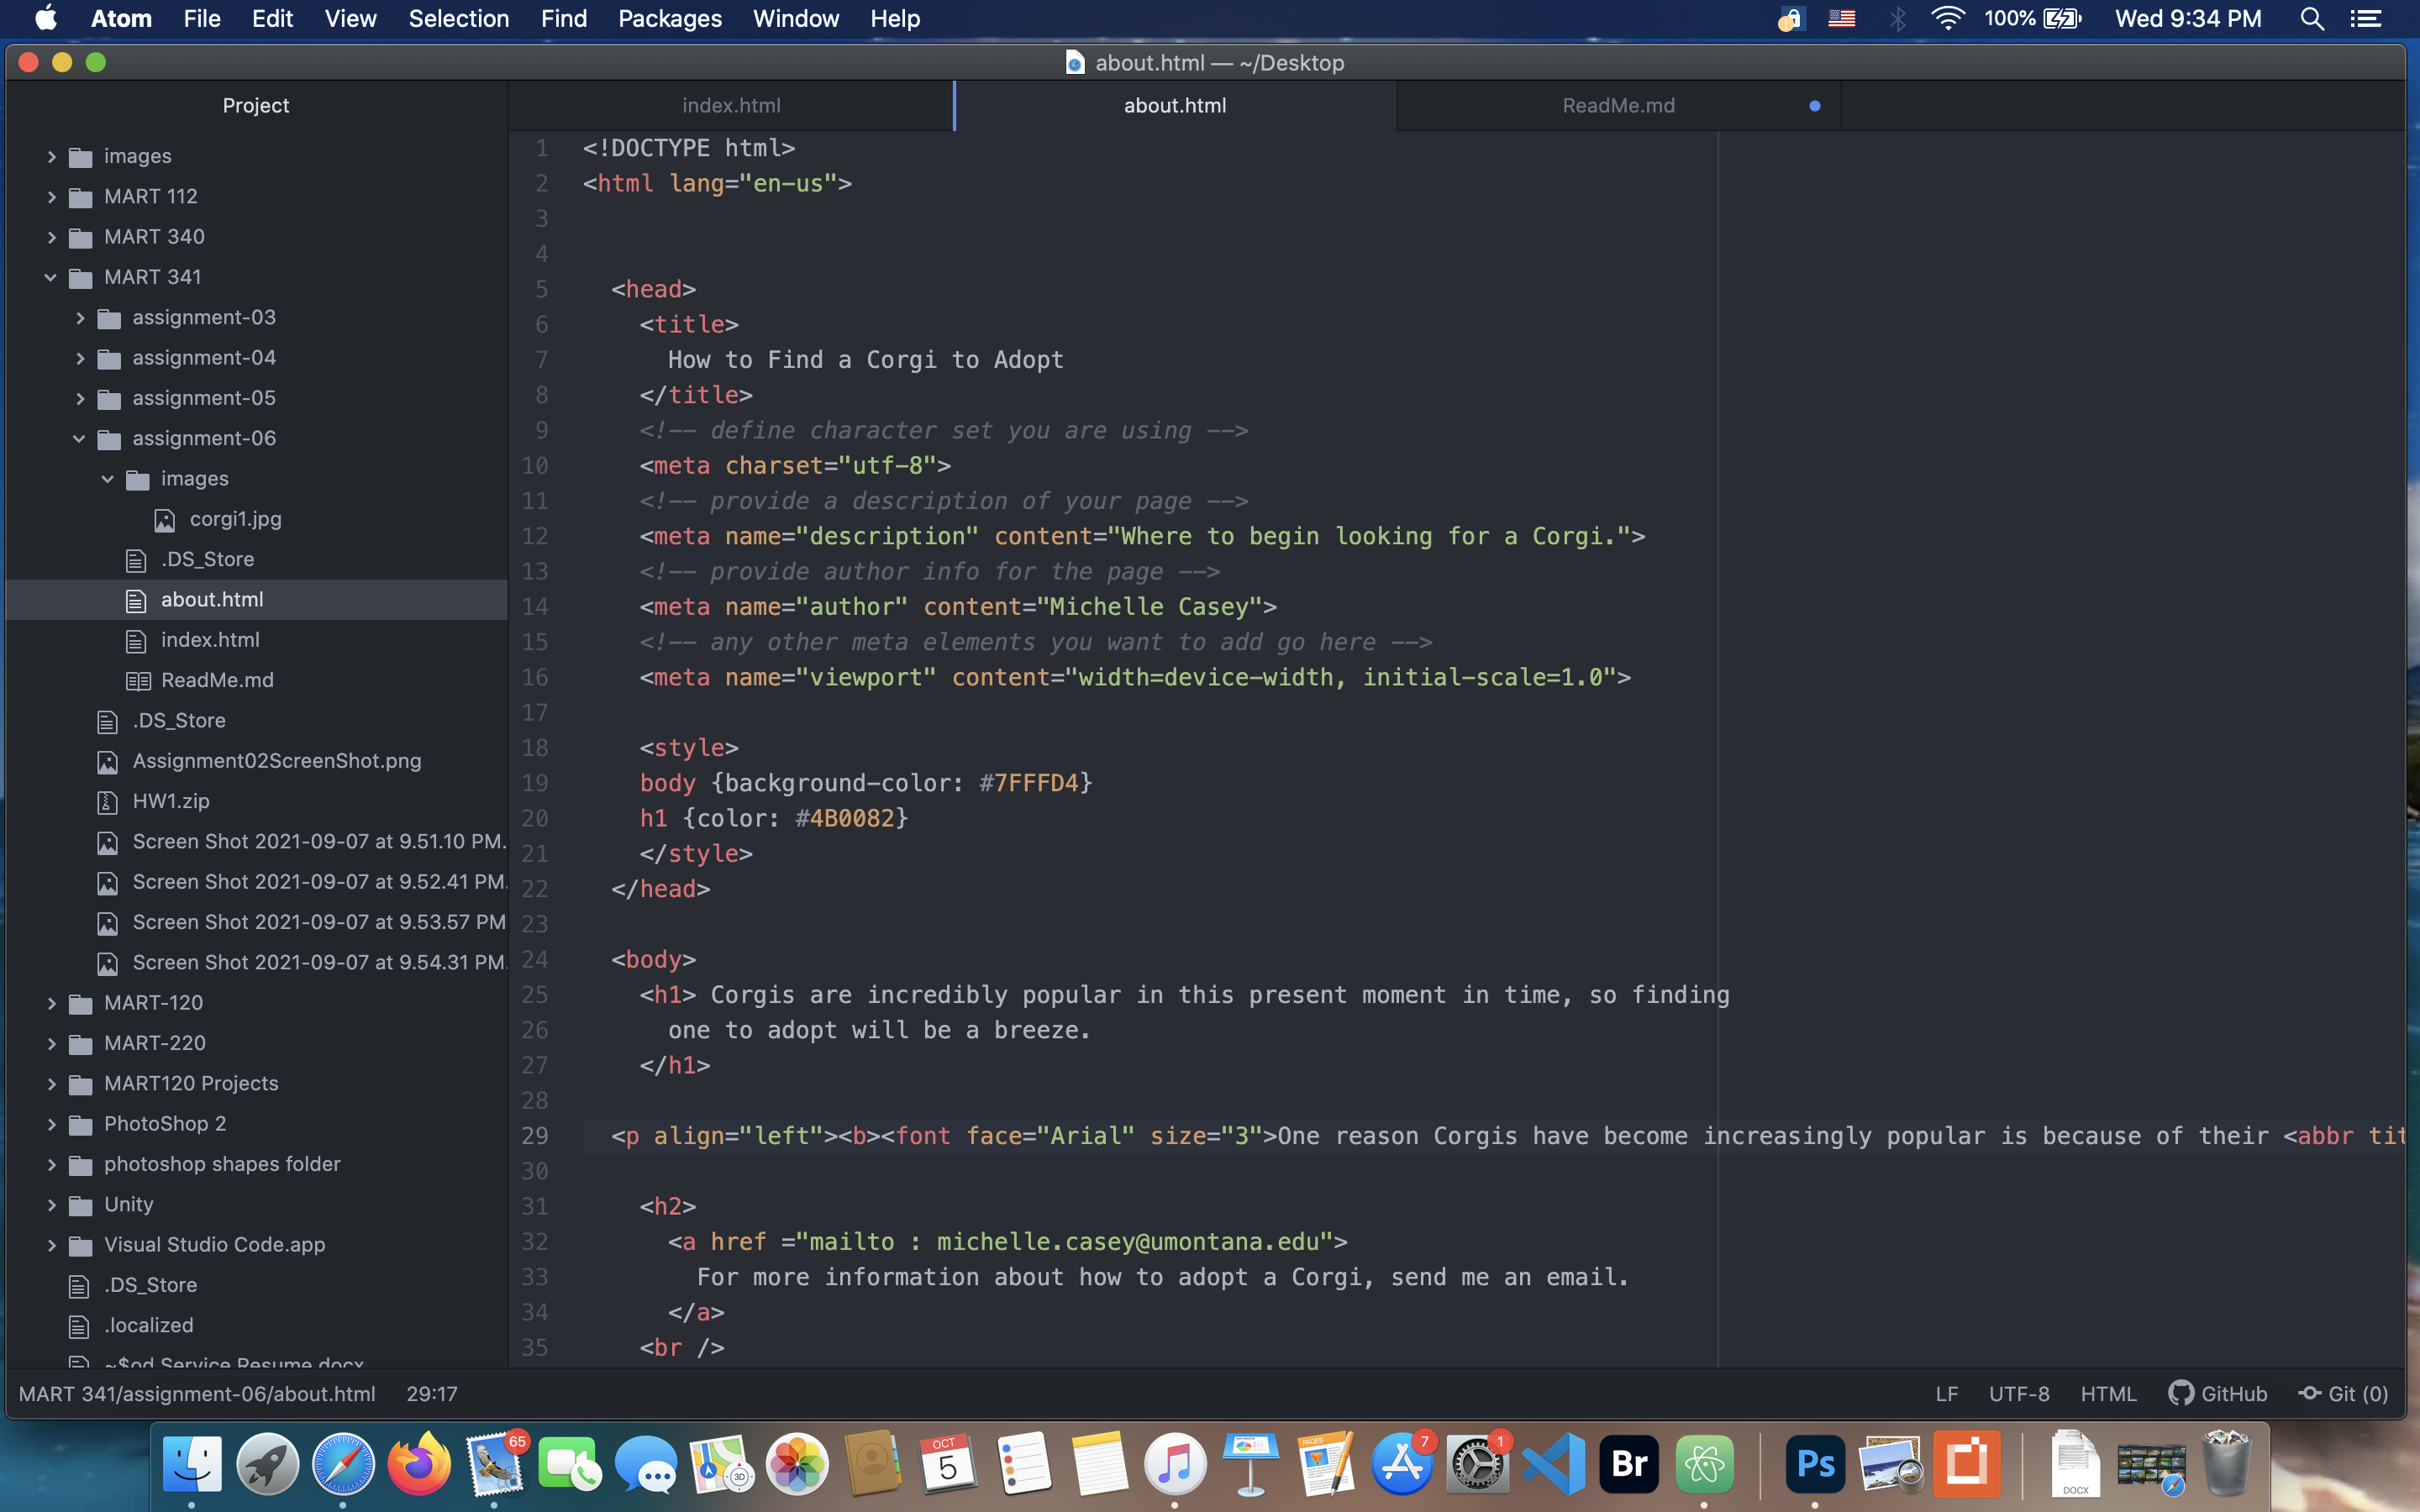 Atom File Edit View Selection Find Packages Window Help 100% Wed 9:34 PM
about.html — ~/Desktop
Project index.html about.html ReadMe.md
images
MART 112
MART 340
MART 341
assignment-03
assignment-04
assignment-05
assignment-06
images
corgi1.jpg
.DS_Store
about.html
index.html
ReadMe.md
.DS_Store
Assignment02ScreenShot.png
HW1.zip
Screen Shot 2021-09-07 at 9.51.10 PM.
Screen Shot 2021-09-07 at 9.52.41 PM.
Screen Shot 2021-09-07 at 9.53.57 PM
Screen Shot 2021-09-07 at 9.54.31 PM.
MART-120
MART-220
MART120 Projects
PhotoShop 2
photoshop shapes folder
Unity
Visual Studio Code.app
.DS_Store
.localized
~$od Service Resume.docx
1 <!DOCTYPE html>
2 <html lang="en-us">
3
4
5 <head>
6 <title>
7 How to Find a Corgi to Adopt
8 </title>
9 <!-- define character set you are using -->
10 <meta charset="utf-8">
11 <!-- provide a description of your page -->
12 <meta name="description" content="Where to begin looking for a Corgi.">
13 <!-- provide author info for the page -->
14 <meta name="author" content="Michelle Casey">
15 <!-- any other meta elements you want to add go here -->
16 <meta name="viewport" content="width=device-width, initial-scale=1.0">
17
18 <style>
19 body {background-color: #7FFFD4}
20 h1 {color: #4B0082}
21 </style>
22 </head>
23
24 <body>
25 <h1> Corgis are incredibly popular in this present moment in time, so finding
26 one to adopt will be a breeze.
27 </h1>
28
29 <p align="left"><b><font face="Arial" size="3">One reason Corgis have become increasingly popular is because of their <abbr tit
30
31 <h2>
32 <a href ="mailto : michelle.casey@umontana.edu">
33 For more information about how to adopt a Corgi, send me an email.
34 </a>
35 <br />
MART 341/assignment-06/about.html 29:17 LF UTF-8 HTML GitHub Git (0)
65 OCT 5 3D PAGES 7 1 Br Ps DOCX